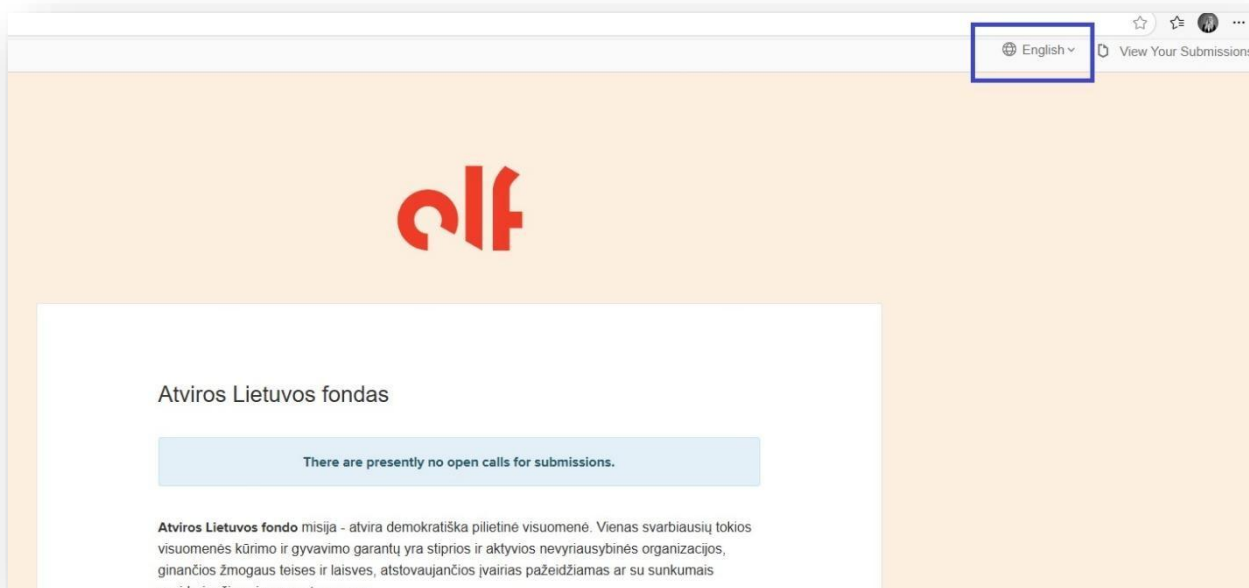 English
View Your Submissions
olf
Atviros Lietuvos fondas
There are presently no open calls for submissions.
Atviros Lietuvos fondo misija - atvira demokratiška pilietinė visuomenė. Vienas svarbiausių tokios
visuomenės kūrimo ir gyvavimo garantų yra stiprios ir aktyvios nevyriausybinės organizacijos,
ginančios žmogaus teises ir laisves, atstovaujančios įvairias pažeidžiamas ar su sunkumais